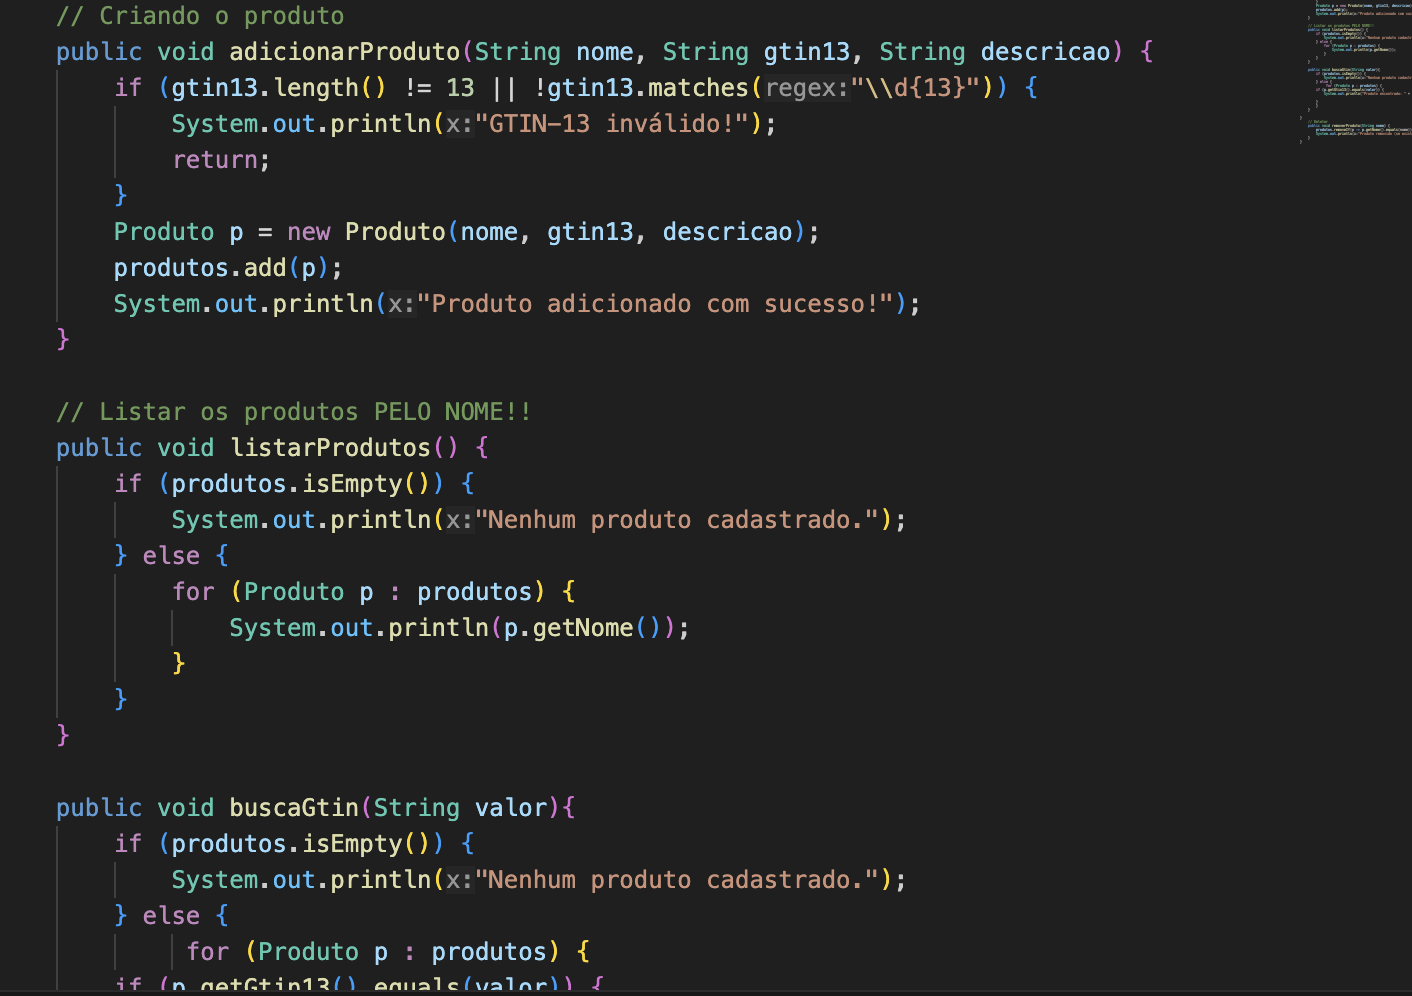 // Criando o produto
public void adicionarProduto(String nome, String gtin13, String descricao) {
if (gtin13.length() != 13 || !gtin13.matches(regex:"\\d{13}")) {
System.out.println(x:"GTIN-13 inválido!");
return;
}
Produto p = new Produto(nome, gtin13, descricao);
produtos.add(p);
System.out.println(x:"Produto adicionado com sucesso!");
}
// Listar os produtos PELO NOME!!
public void listarProdutos() {
if (produtos.isEmpty()) {
System.out.println(x:"Nenhum produto cadastrado.");
} else {
for (Produto p : produtos) {
System.out.println(p.getNome());
}
}
}
public void buscaGtin(String valor){
if (produtos.isEmpty()) {
System.out.println(x:"Nenhum produto cadastrado.");
} else {
for (Produto p : produtos) {
if (p.getGtin13().equals(valor)) {